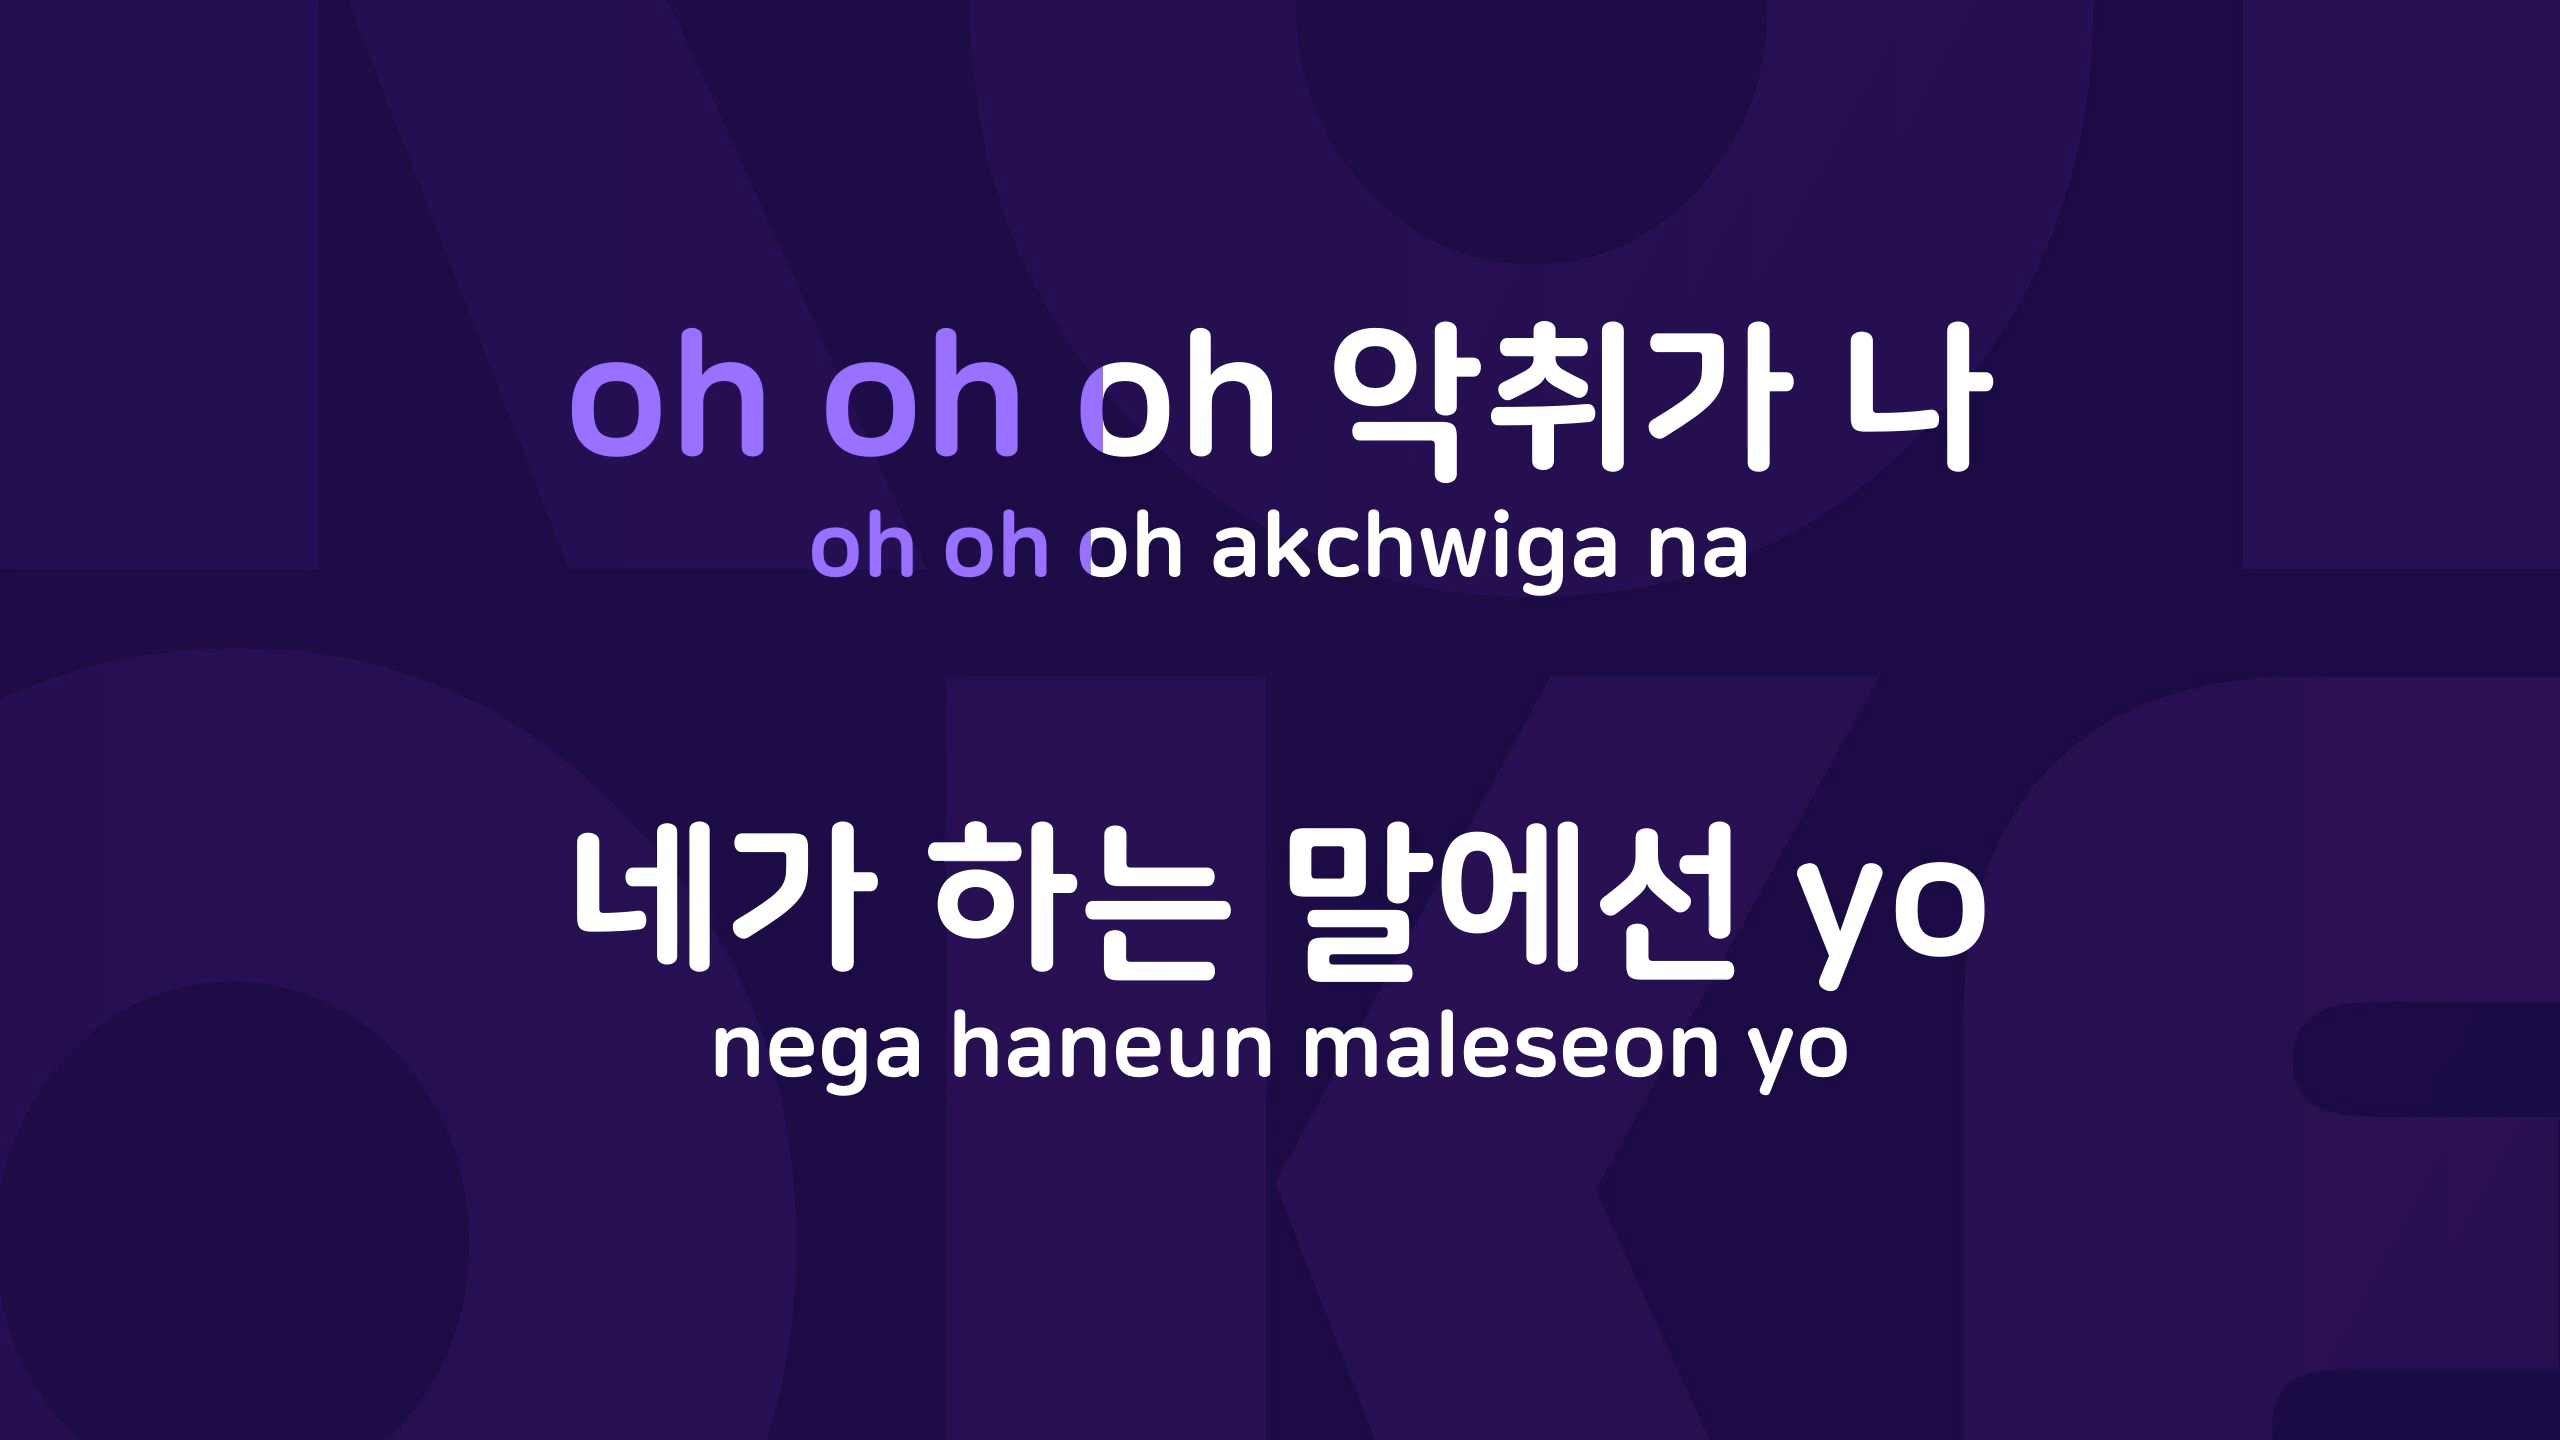 oh oh oh 악취가 나
oh oh oh akchwiga na
네가 하는 말에선 yo
nega haneun maleseon yo